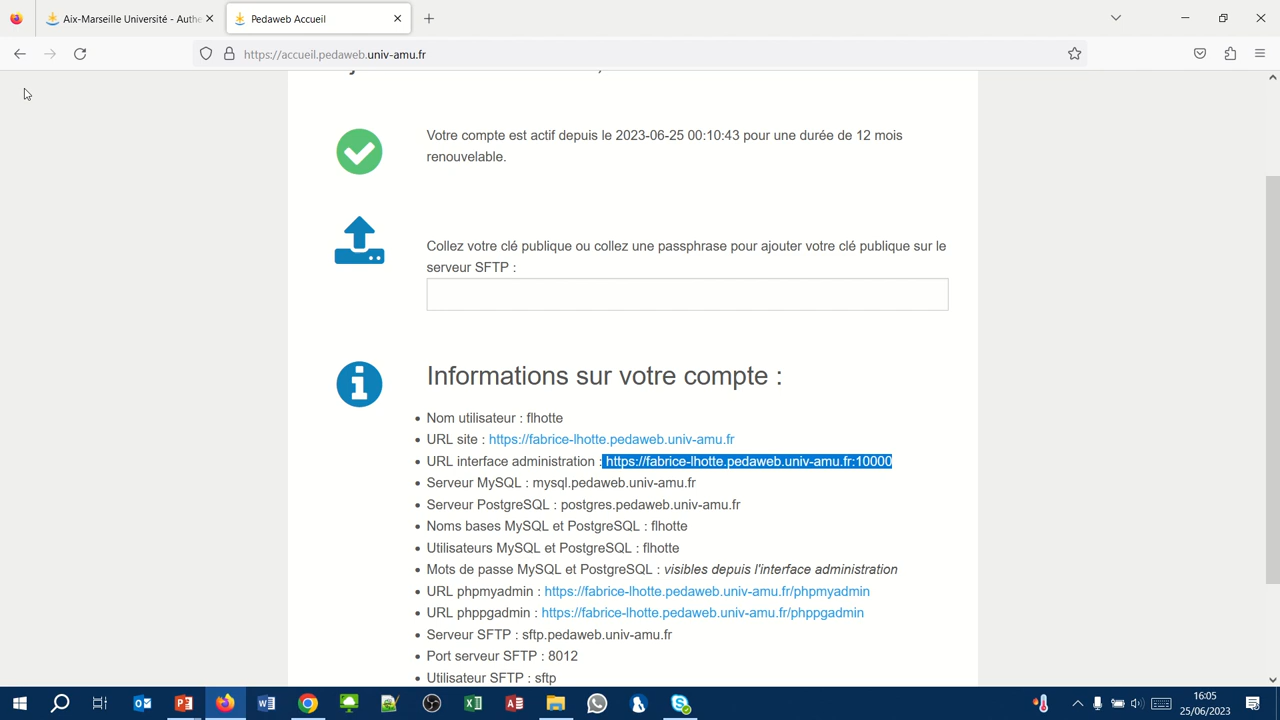 Aix-Marseille Université - Authe
Pedaweb Accueil
https://accueil.pedaweb.univ-amu.fr
Votre compte est actif depuis le 2023-06-25 00:10:43 pour une durée de 12 mois
renouvelable.
Collez votre clé publique ou collez une passphrase pour ajouter votre clé publique sur le
serveur SFTP :
Informations sur votre compte :
• Nom utilisateur : flhotte
• URL site : https://fabrice-lhotte.pedaweb.univ-amu.fr
• URL interface administration : https://fabrice-lhotte.pedaweb.univ-amu.fr:10000
• Serveur MySQL : mysql.pedaweb.univ-amu.fr
• Serveur PostgreSQL : postgres.pedaweb.univ-amu.fr
• Noms bases MySQL et PostgreSQL : flhotte
• Utilisateurs MySQL et PostgreSQL : flhotte
• Mots de passe MySQL et PostgreSQL : visibles depuis l'interface administration
• URL phpmyadmin : https://fabrice-lhotte.pedaweb.univ-amu.fr/phpmyadmin
• URL phppgadmin : https://fabrice-lhotte.pedaweb.univ-amu.fr/phppgadmin
• Serveur SFTP : sftp.pedaweb.univ-amu.fr
• Port serveur SFTP : 8012
• Utilisateur SFTP : sftp
16:05
25/06/2023